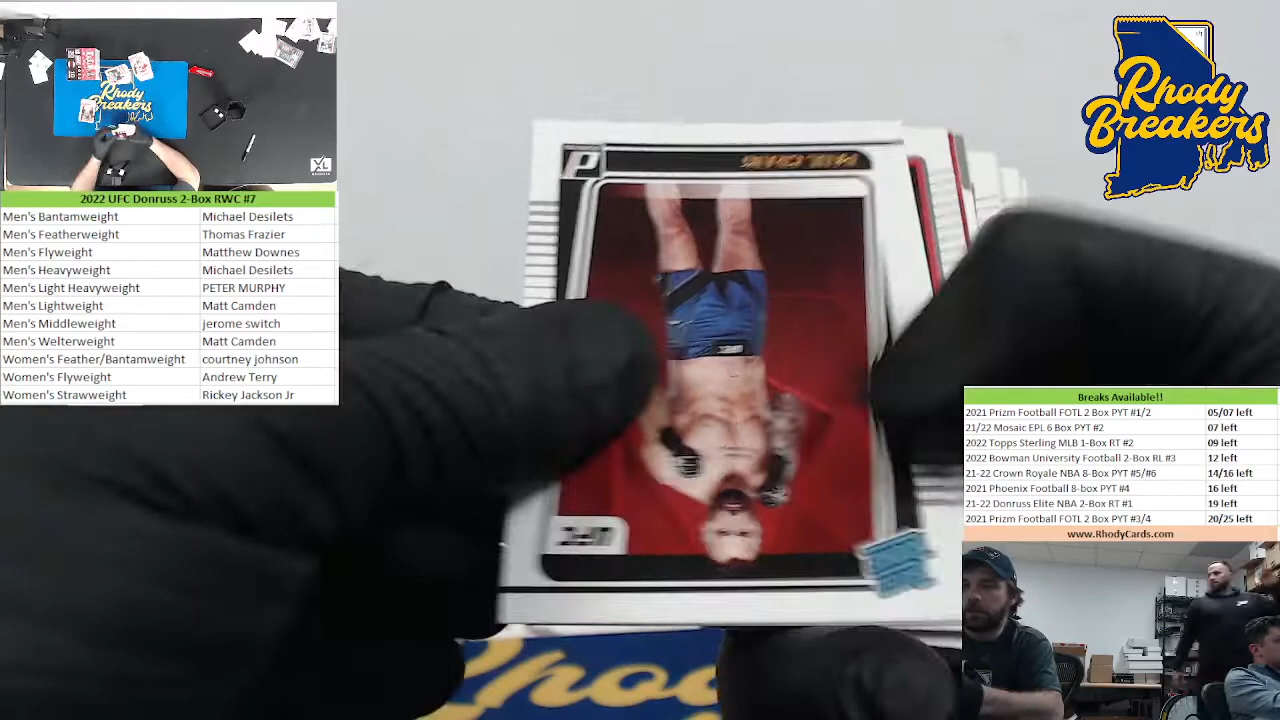 Rhody
Breakers
Rhody
Breakers
2022 UFC Donruss 2-Box RWC #7
Men's Bantamweight Michael Desilets
Men's Featherweight Thomas Frazier
Men's Flyweight Matthew Downes
Men's Heavyweight Michael Desilets
Men's Light Heavyweight PETER MURPHY
Men's Lightweight Matt Camden
Men's Middleweight jerome switch
Men's Welterweight Matt Camden
Women's Feather/Bantamweight courtney johnson
Women's Flyweight Andrew Terry
Women's Strawweight Rickey Jackson Jr
UFC
Breaks Available!!
2021 Prizm Football FOTL 2 Box PYT #1/2 05/07 left
21/22 Mosaic EPL 6 Box PYT #2 07 left
2022 Topps Sterling MLB 1-Box RT #2 09 left
2022 Bowman University Football 2-Box RL #3 12 left
21-22 Crown Royale NBA 8-Box PYT #5/#6 14/16 left
2021 Phoenix Football 8-box PYT #4 16 left
21-22 Donruss Elite NBA 2-Box RT #1 19 left
2021 Prizm Football FOTL 2 Box PYT #3/4 20/25 left
www.RhodyCards.com